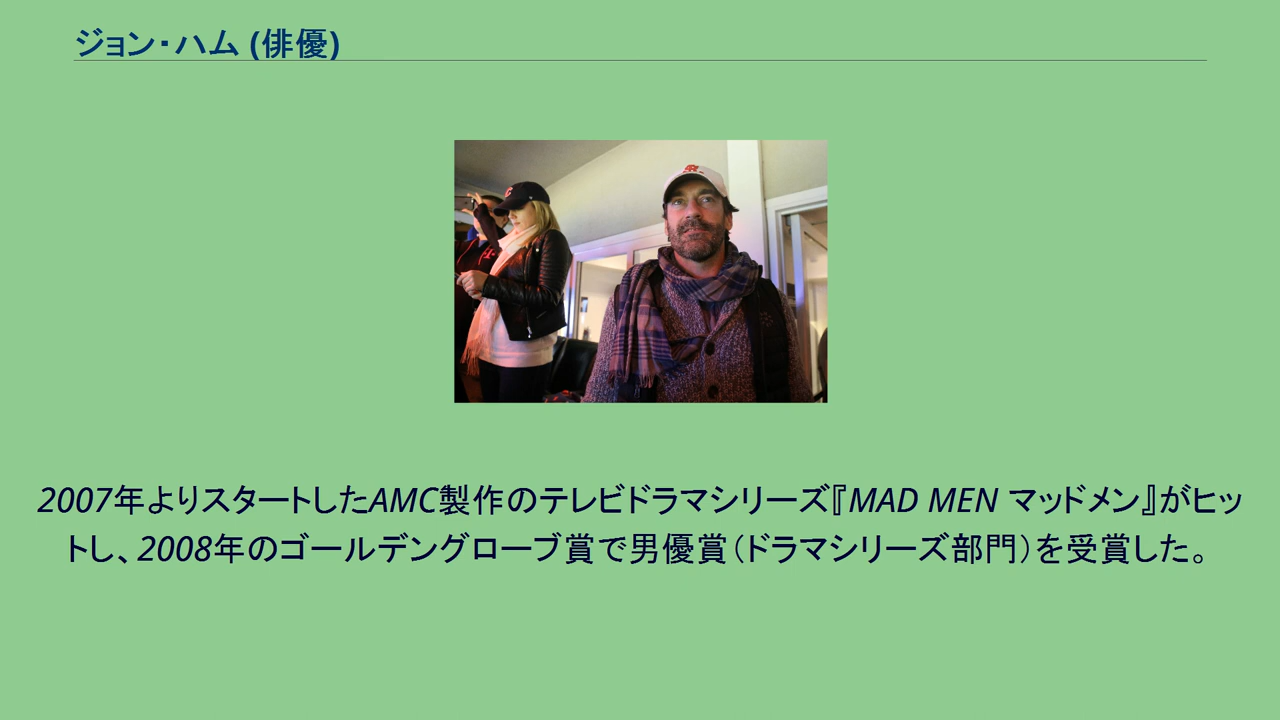 ジョン・ハム (俳優)
2007年よりスタートしたAMC製作のテレビドラマシリーズ『MAD MEN マッドメン』がヒッ
トし、2008年のゴールデングローブ賞で男優賞（ドラマシリーズ部門）を受賞した。